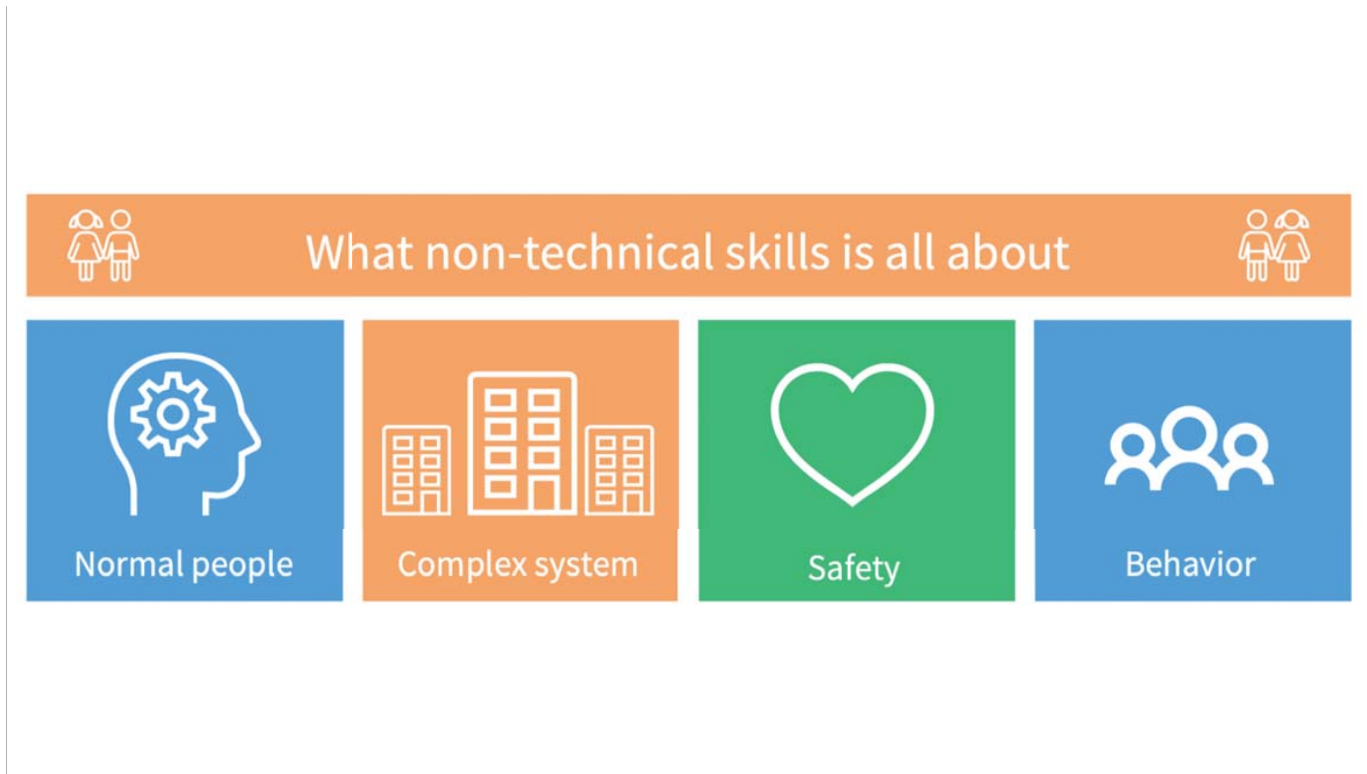 What non-technical skills is all about
Normal people
Complex system
Safety
Behavior